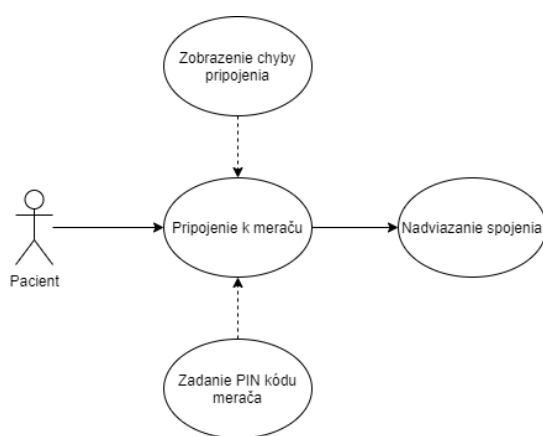 Zobrazenie chyby
pripojenia
Pacient
Pripojenie k meraču
Nadviazanie spojenia
Zadanie PIN kódu
merača